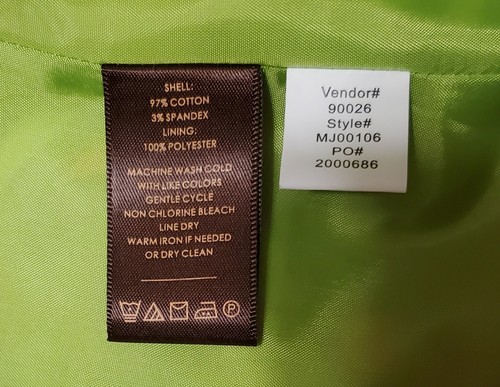 SHELL:
97% COTTON
3% SPANDEX
LINING:
100% POLYESTER
MACHINE WASH COLD
WITH LIKE COLORS
GENTLE CYCLE
NON CHLORINE BLEACH
LINE DRY
WARM IRON IF NEEDED
OR DRY CLEAN
P
Vendor#
90026
Style#
MJ00106
PO#
2000686